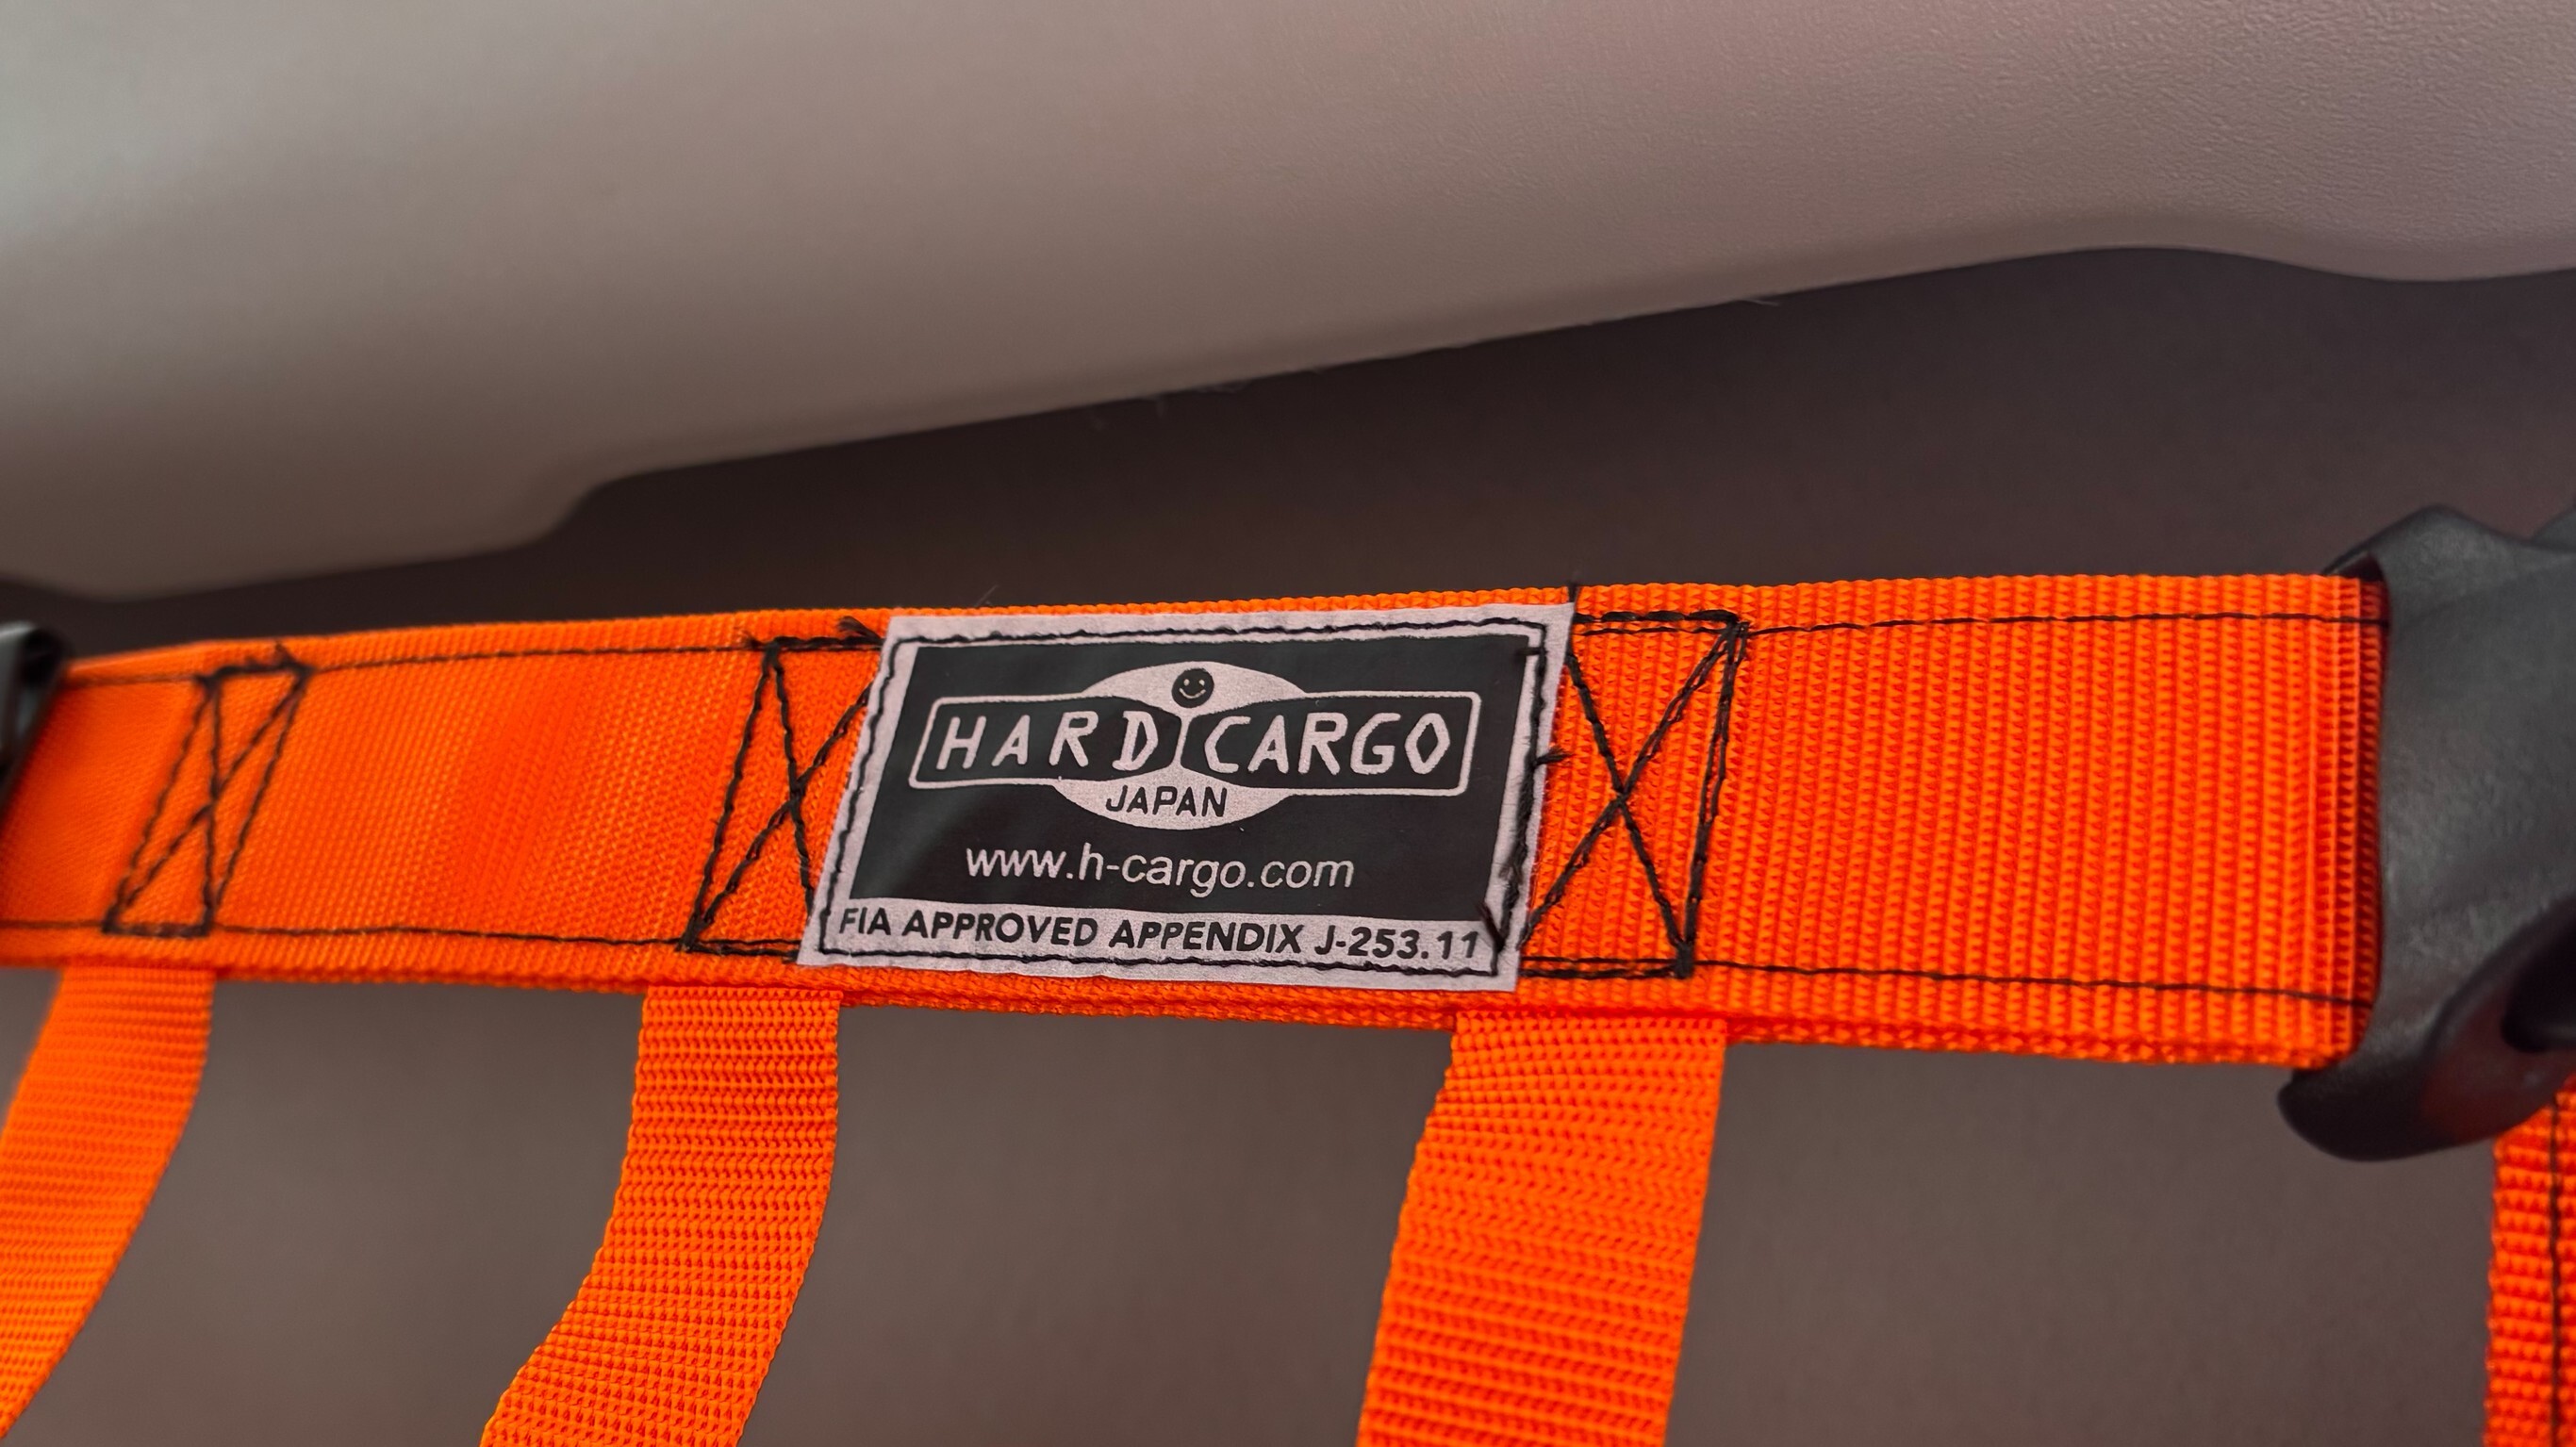 HARD CARGO
JAPAN
www.h-cargo.com
FIA APPROVED APPENDIX J-253.11